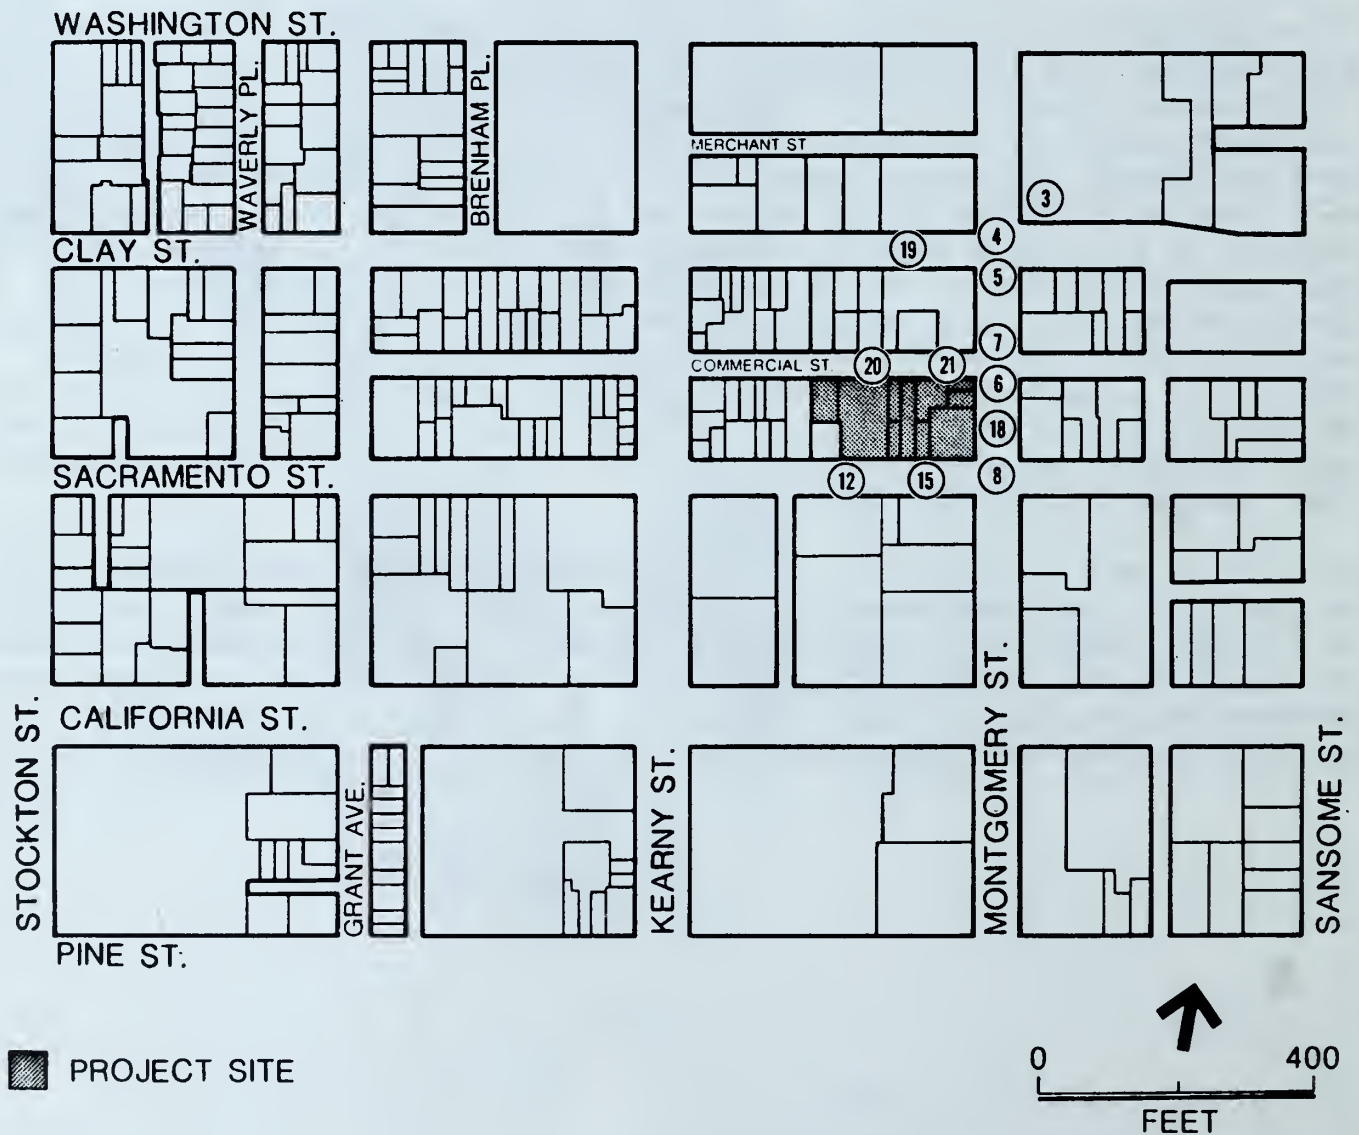 WASHINGTON ST.
WAVERLY PL.
BRENHAM PL.
MERCHANT ST
3
CLAY ST.
19
4
5
7
COMMERCIAL ST.
20
21
6
18
SACRAMENTO ST.
12
15
8
STOCKTON ST.
CALIFORNIA ST.
GRANT AVE.
KEARNY ST.
MONTGOMERY ST.
SANSOME ST.
PINE ST.
PROJECT SITE
0 400
FEET